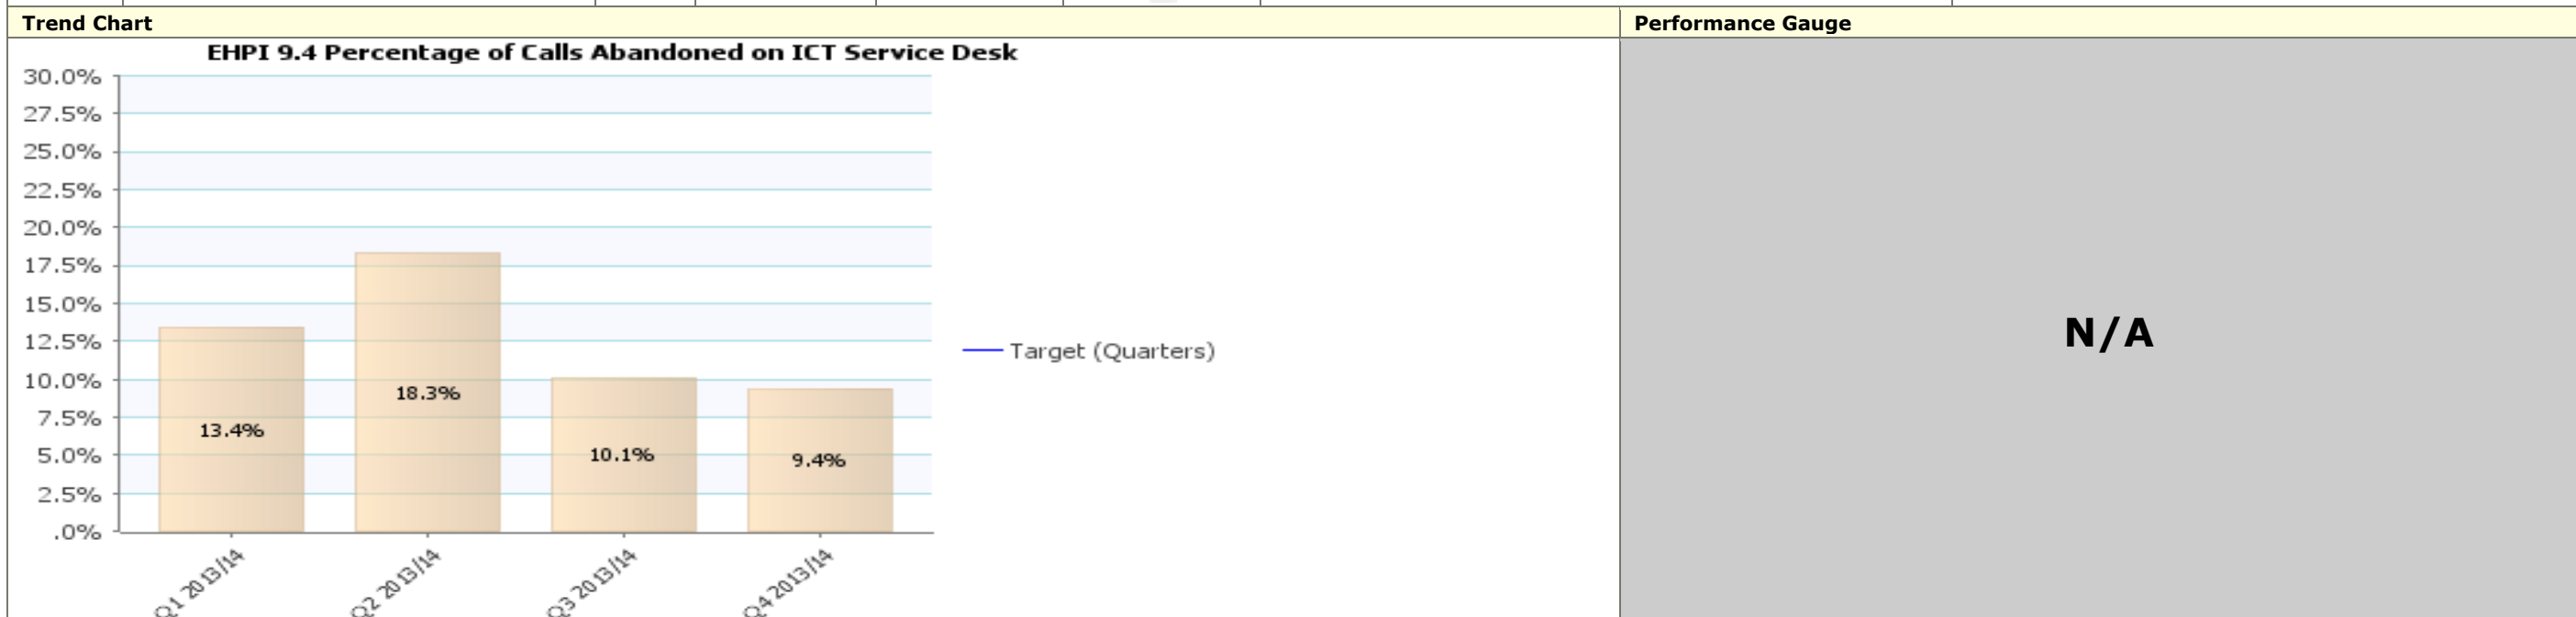 Trend Chart
Performance Gauge
EHPI 9.4 Percentage of Calls Abandoned on ICT Service Desk
30.0%
27.5%
25.0%
22.5%
20.0%
17.5%
15.0%
12.5%
10.0%
7.5%
5.0%
2.5%
.0%
13.4%
18.3%
10.1%
9.4%
Q1 2013/14
Q2 2013/14
Q3 2013/14
Q4 2013/14
Target (Quarters)
N/A